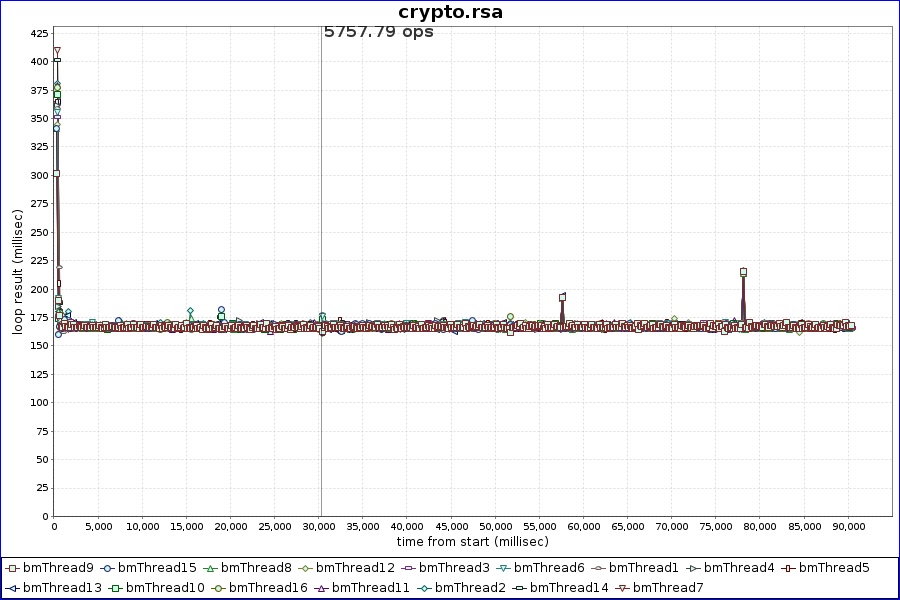 crypto.rsa
5757.79 ops
loop result (millisec)
425
400
375
350
325
300
275
250
225
200
175
150
125
100
75
50
25
0
0 5,000 10,000 15,000 20,000 25,000 30,000 35,000 40,000 45,000 50,000 55,000 60,000 65,000 70,000 75,000 80,000 85,000 90,000
time from start (millisec)
bmThread9 bmThread15 bmThread8 bmThread12 bmThread3 bmThread6 bmThread1 bmThread4 bmThread5
bmThread13 bmThread10 bmThread16 bmThread11 bmThread2 bmThread14 bmThread7